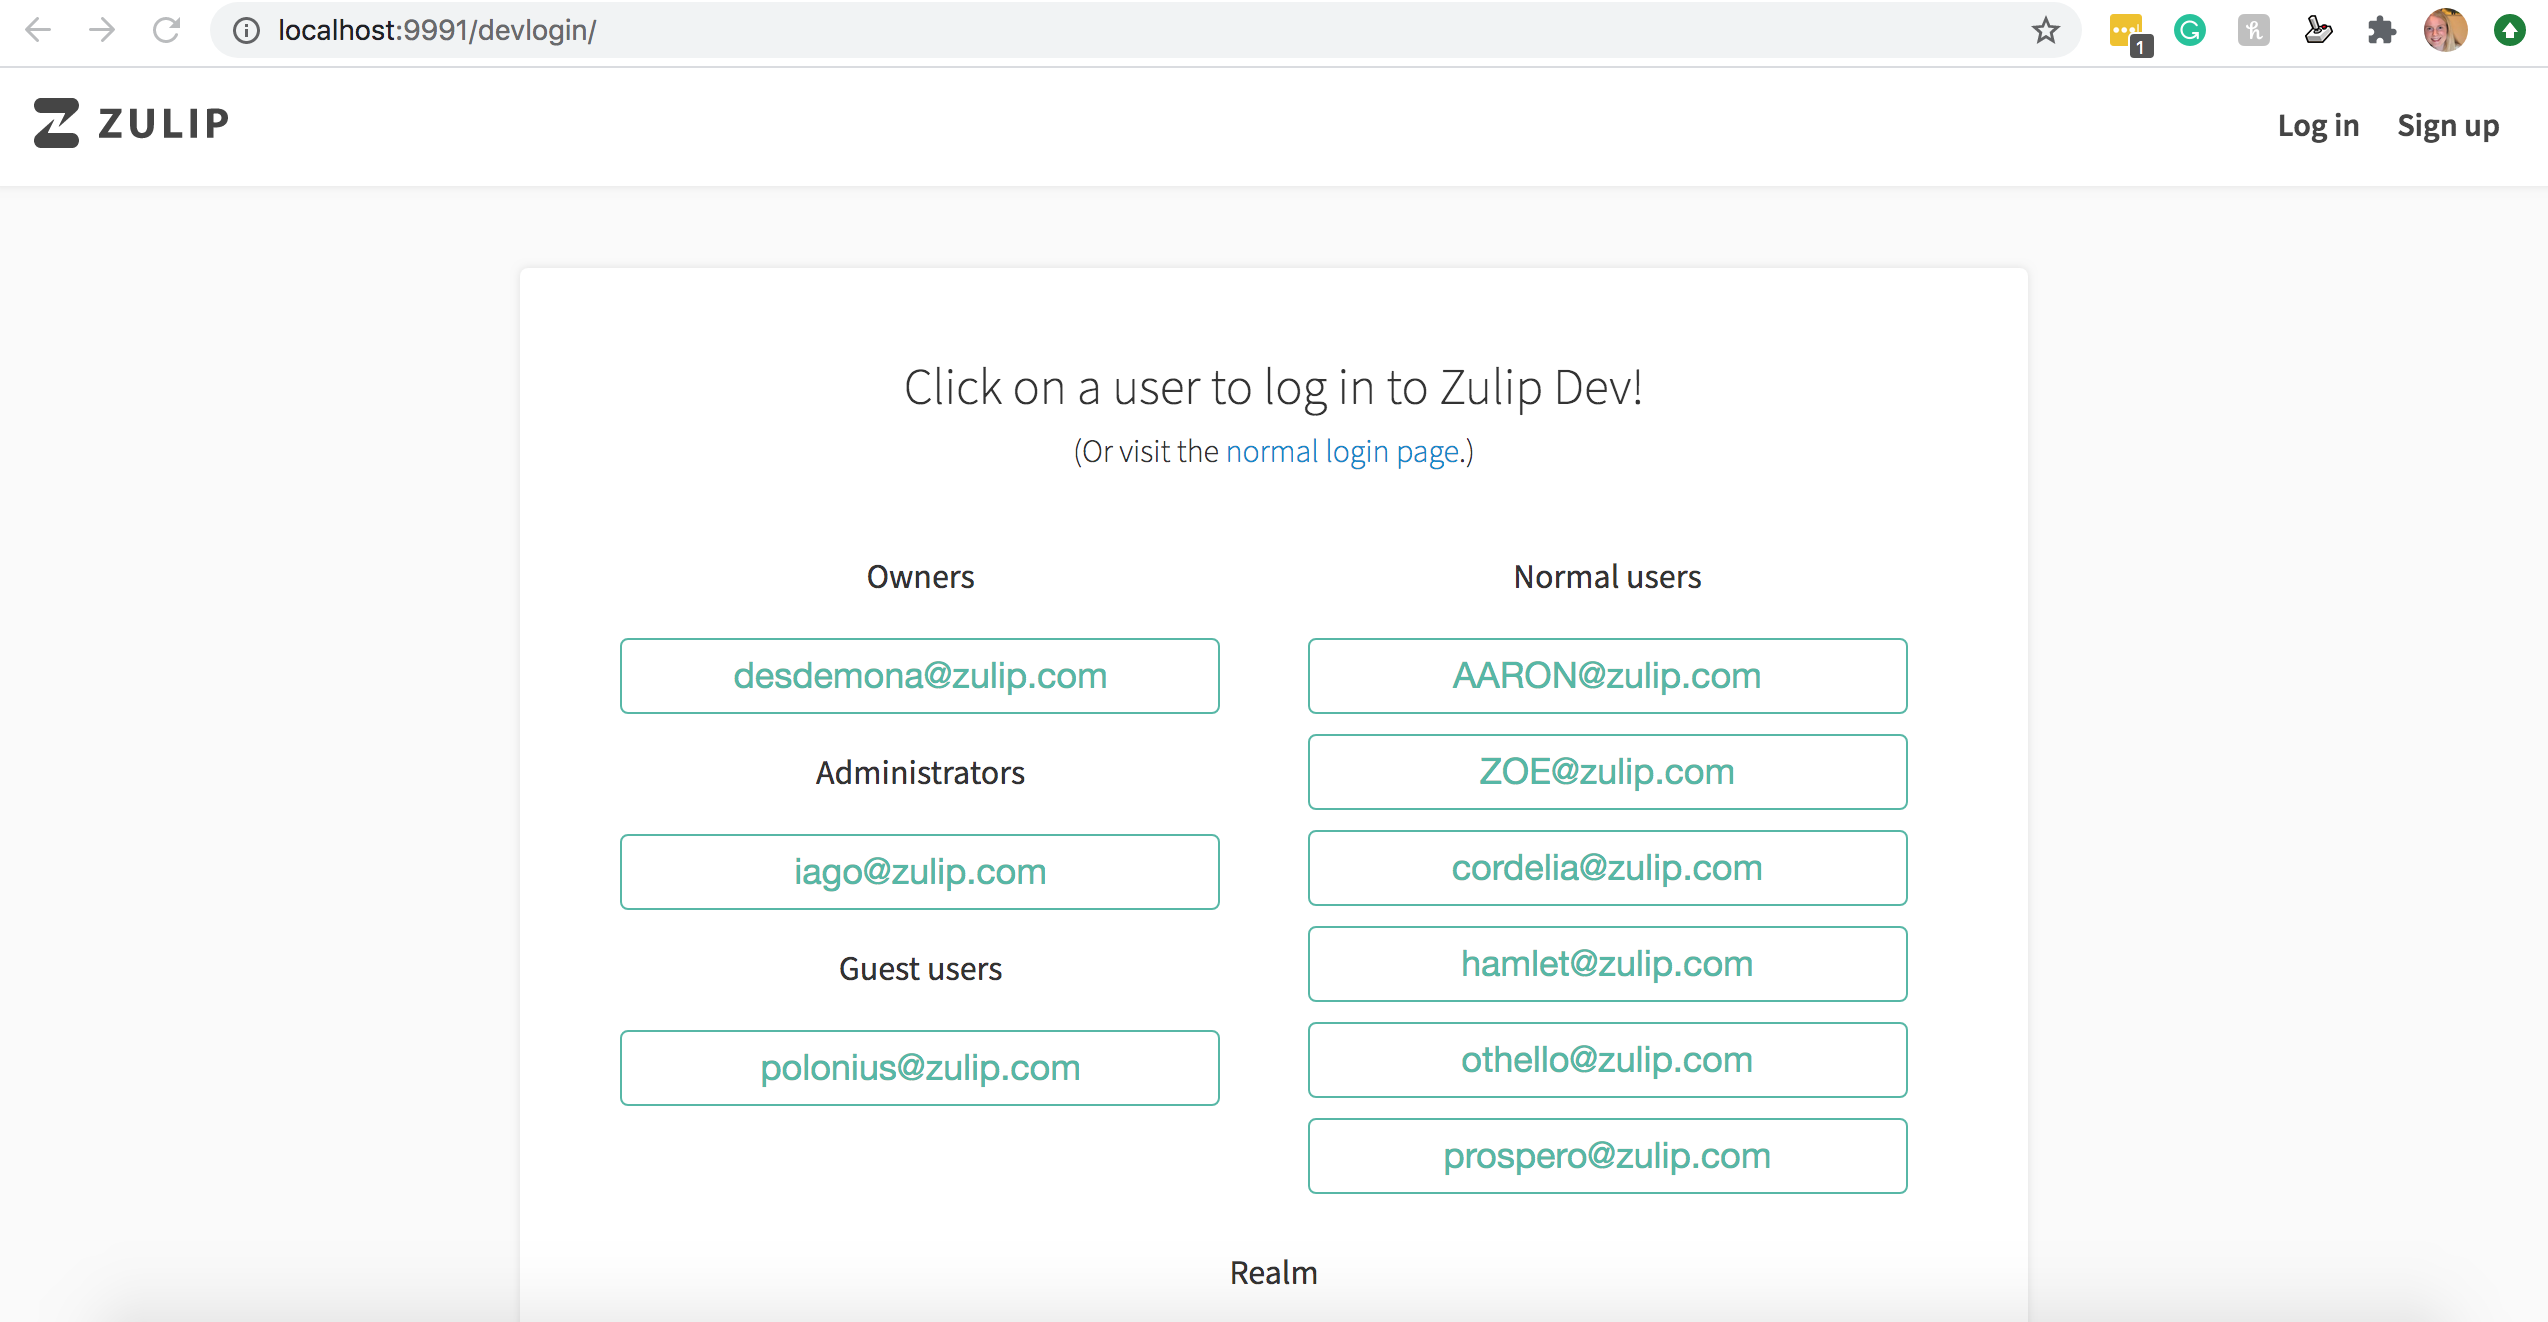 localhost:9991/devlogin/
1
ZULIP
Log in
Sign up
Click on a user to log in to Zulip Dev!
(Or visit the normal login page.)
Owners
desdemona@zulip.com
Administrators
iago@zulip.com
Guest users
polonius@zulip.com
Normal users
AARON@zulip.com
ZOE@zulip.com
cordelia@zulip.com
hamlet@zulip.com
othello@zulip.com
prospero@zulip.com
Realm